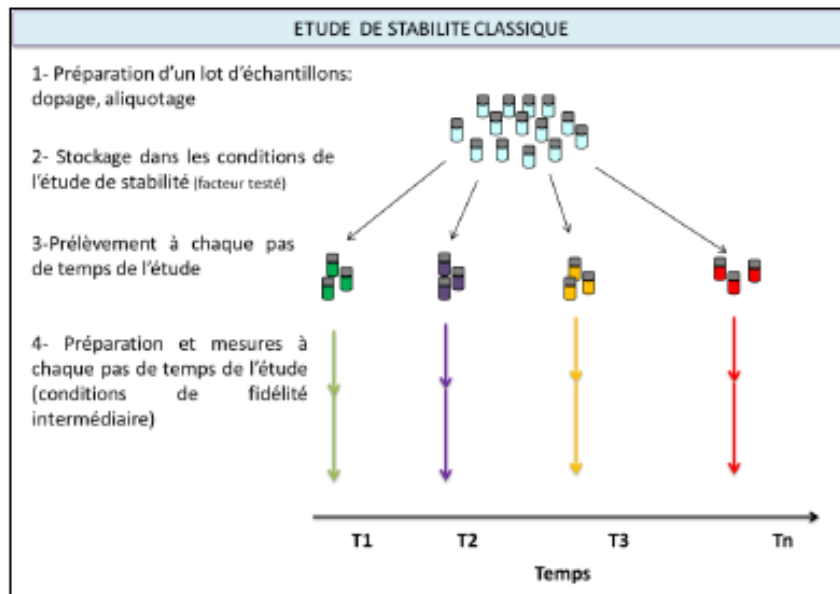 ETUDE DE STABILITE CLASSIQUE
1- Préparation d'un lot d'échantillons:
dopage, aliquotage
2- Stockage dans les conditions de
l'étude de stabilité (facteur testé)
3-Prélèvement à chaque pas
de temps de l'étude
4- Préparation et mesures à
chaque pas de temps de l'étude
(conditions de fidélité
intermédiaire)
T1 T2 T3 Tn
Temps